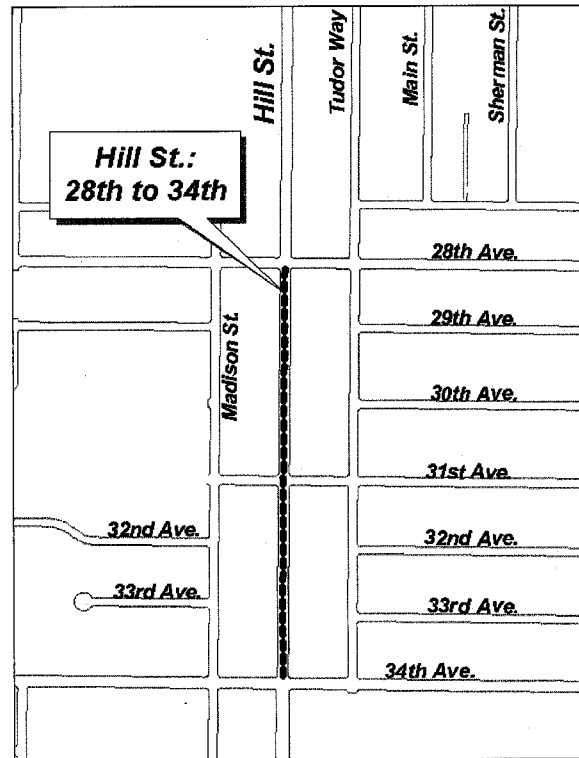 Hill St.
Tudor Way
Main St.
Sherman St.
Hill St.:
28th to 34th
28th Ave.
29th Ave.
Madison St.
30th Ave.
31st Ave.
32nd Ave.
32nd Ave.
33rd Ave.
33rd Ave.
34th Ave.